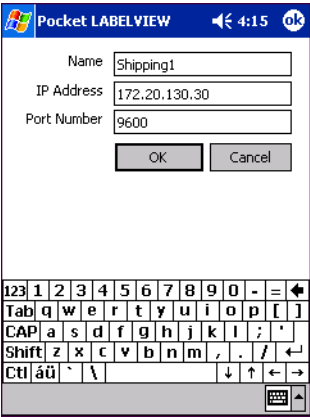 Pocket LABELVIEW 4:15 ok
Name Shipping1
IP Address 172.20.130.30
Port Number 9600
OK Cancel
123 1 2 3 4 5 6 7 8 9 0 - =
Tab q w e r t y u i o p [ ]
CAP a s d f g h j k l ; '
Shift z x c v b n m , . /
Ctl áü ` \